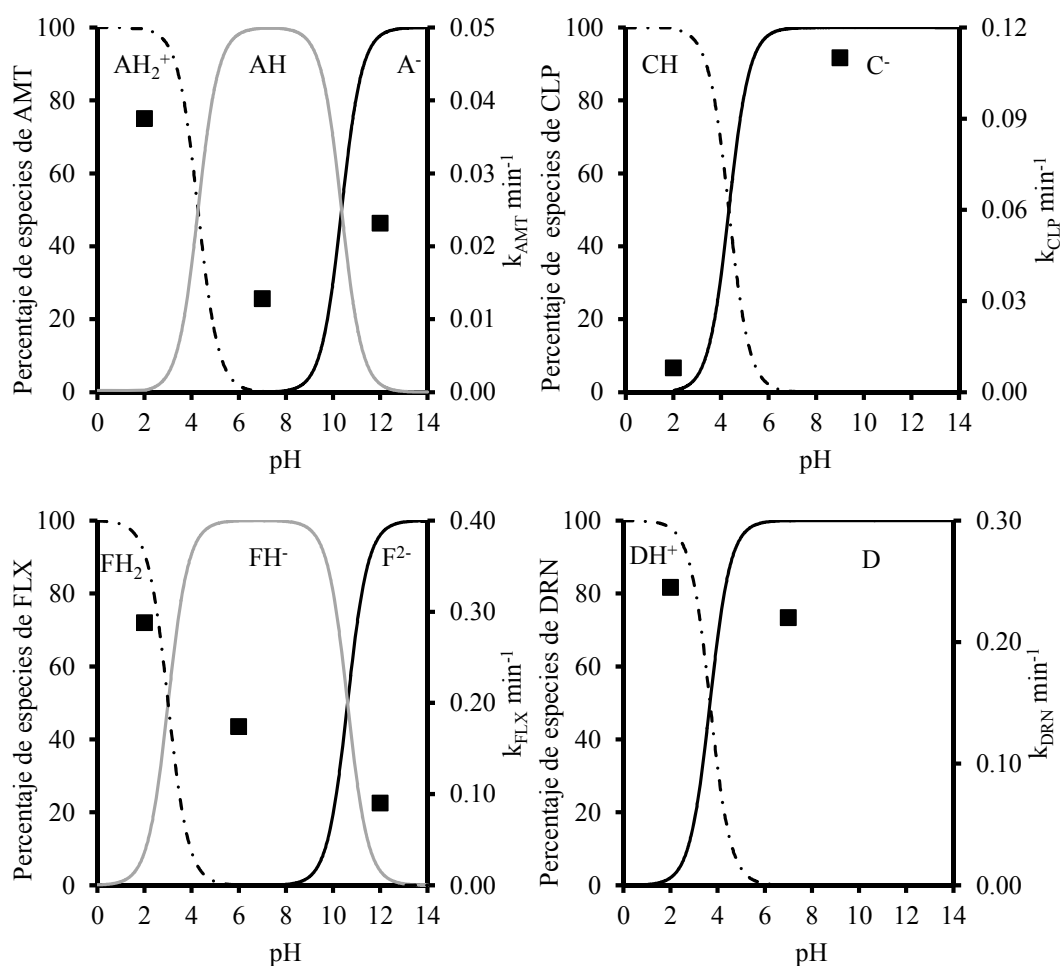 Percentaje de especies de AMT
100
80
60
40
20
0
AH₂⁺
AH
A⁻
0.05
0.04
0.03
0.02
0.01
0.00
k_AMT min⁻¹
0 2 4 6 8 10 12 14
pH
Percentaje de especies de CLP
100
80
60
40
20
0
CH
C⁻
0.12
0.09
0.06
0.03
0.00
k_CLP min⁻¹
0 2 4 6 8 10 12 14
pH
Percentaje de especies de FLX
100
80
60
40
20
0
FH₂
FH⁻
F²⁻
0.40
0.30
0.20
0.10
0.00
k_FLX min⁻¹
0 2 4 6 8 10 12 14
pH
Percentaje de especies de DRN
100
80
60
40
20
0
DH⁺
D
0.30
0.20
0.10
0.00
k_DRN min⁻¹
0 2 4 6 8 10 12 14
pH